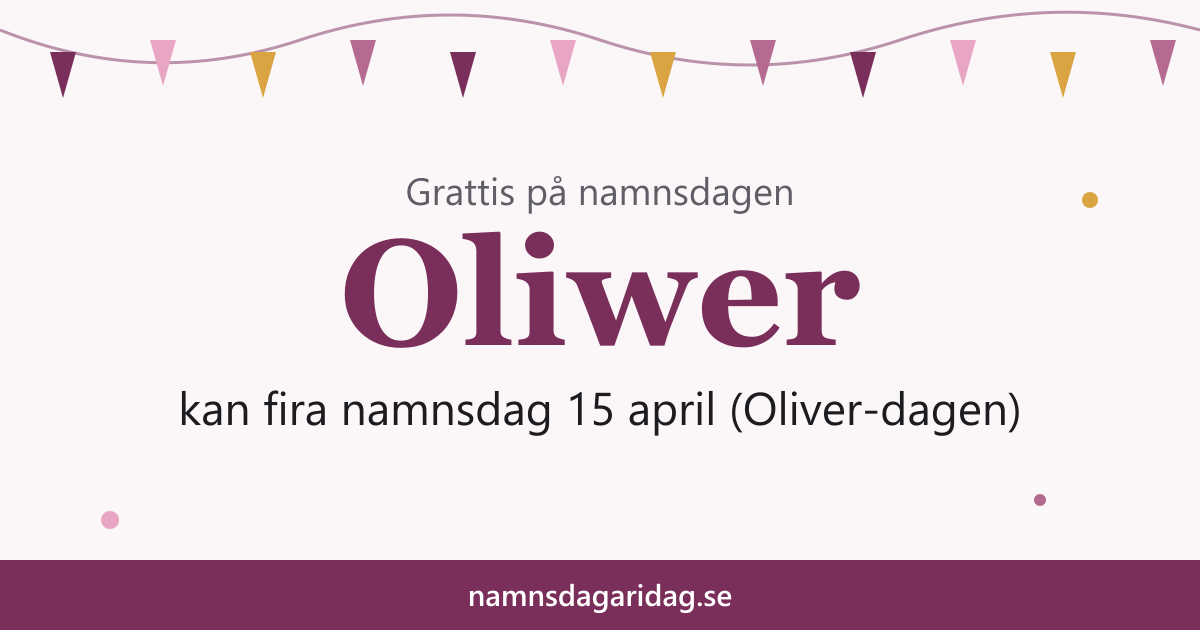 Grattis på namnsdagen
Oliwer
kan fira namnsdag 15 april (Oliver-dagen)
namnsdagaridag.se